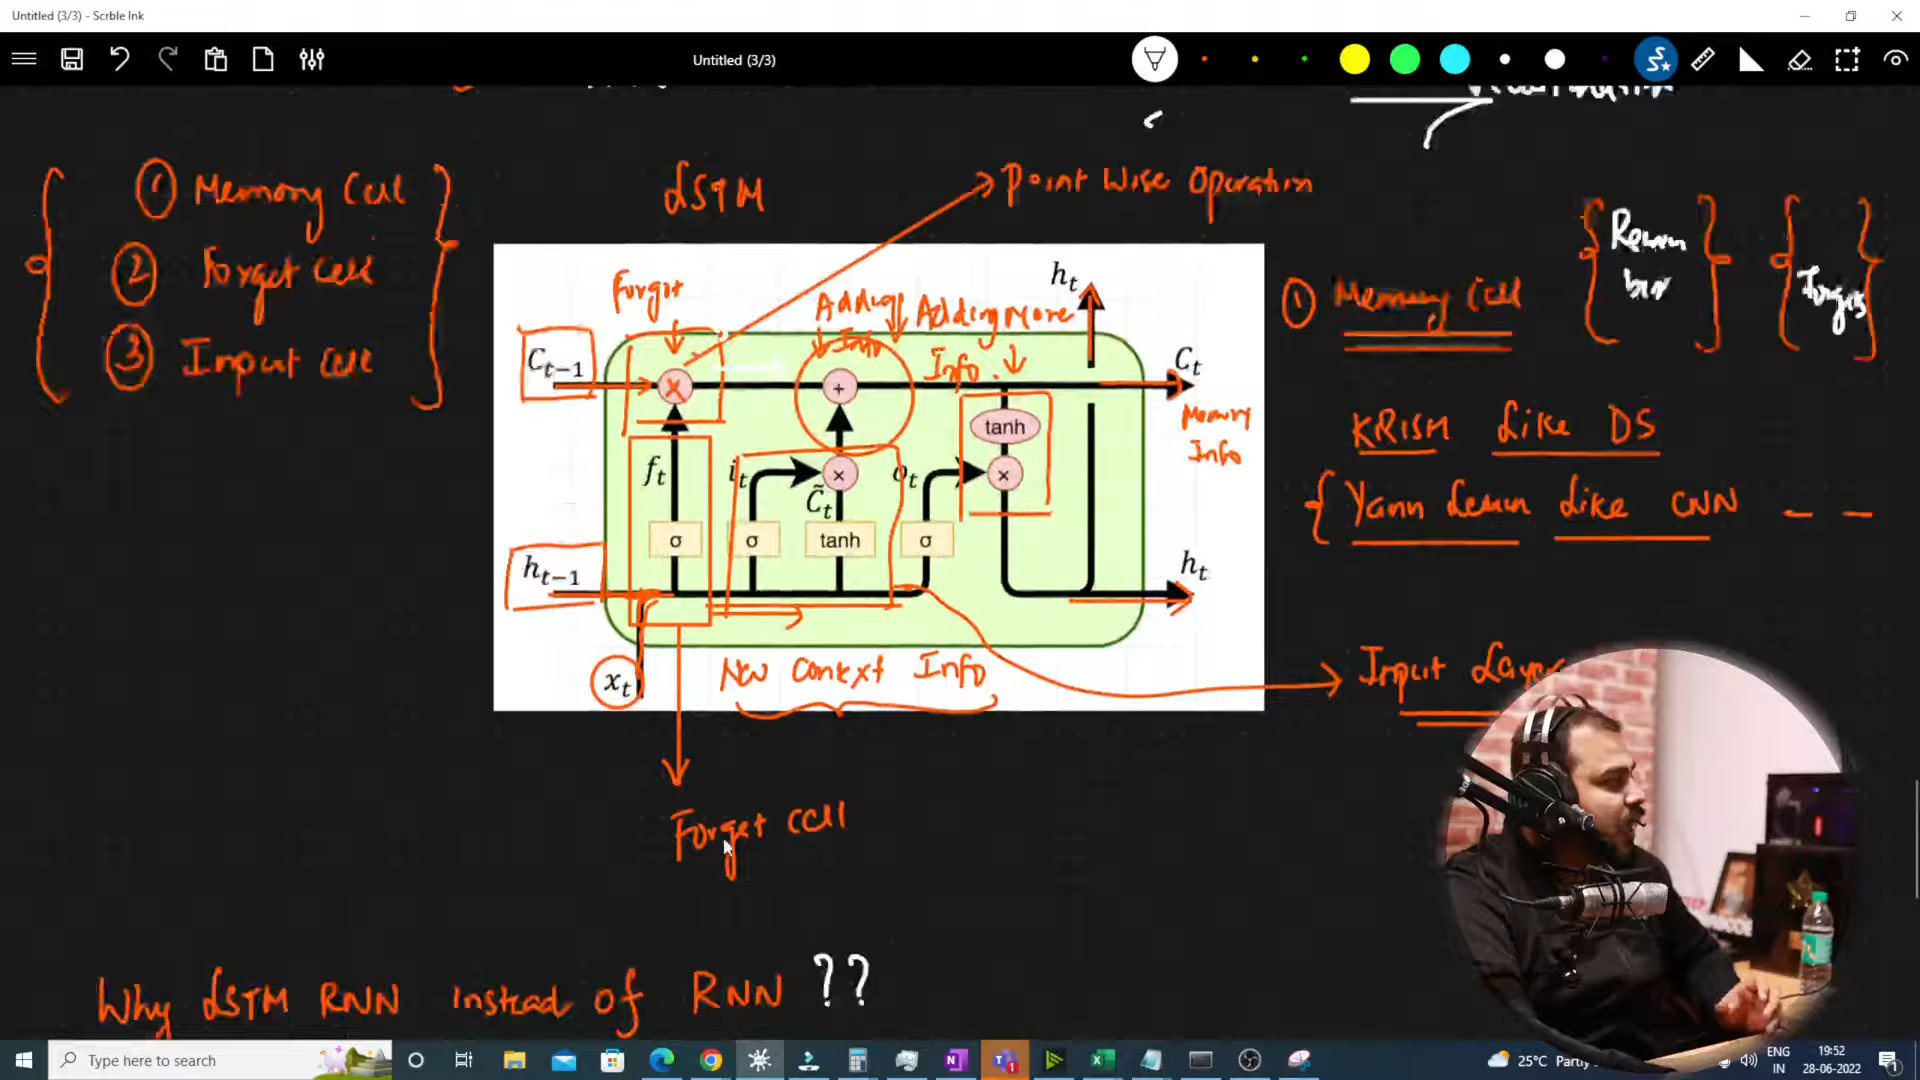 Untitled (3/3) - Scrble Ink
Untitled (3/3)
① Memory Cell
② Forget Cell
③ Input Cell
LSTM
Point Wise Operation
Forgot
Adding Info
Adding More Info.
h_t
C_{t-1}
C_t
Memory Info
tanh
f_t
i_t
C̃_t
o_t
σ
σ
tanh
σ
h_{t-1}
h_t
x_t
New Context Info
Forget Cell
① Memory Cell
Remem
ber
Forget
KRISH Like DS
{ Yann Lecun Like CNN - -
Input
Why LSTM RNN instead of RNN ??
Type here to search
25°C
ENG
IN
19:52
28-06-2022